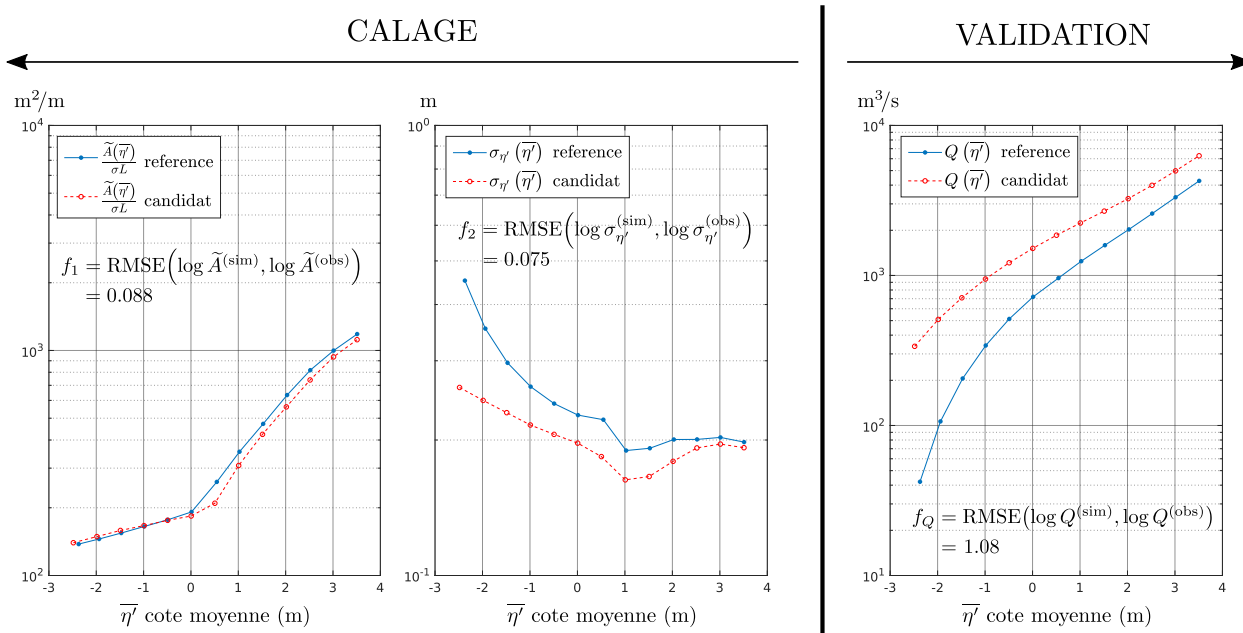 CALAGE
VALIDATION
m²/m
10⁴
10³
10²
Ã(η̅′)/σL reference
Ã(η̅′)/σL candidat
f₁ = RMSE(log Ã⁽ˢⁱᵐ⁾, log Ã⁽ᵒᵇˢ⁾)
= 0.088
-3 -2 -1 0 1 2 3 4
η̅′ cote moyenne (m)
m
10⁰
10⁻¹
σ_η′ (η̅′) reference
σ_η′ (η̅′) candidat
f₂ = RMSE(log σ_η′⁽ˢⁱᵐ⁾, log σ_η′⁽ᵒᵇˢ⁾)
= 0.075
-3 -2 -1 0 1 2 3 4
η̅′ cote moyenne (m)
m³/s
10⁴
10³
10²
10¹
Q (η̅′) reference
Q (η̅′) candidat
f_Q = RMSE(log Q⁽ˢⁱᵐ⁾, log Q⁽ᵒᵇˢ⁾)
= 1.08
-3 -2 -1 0 1 2 3 4
η̅′ cote moyenne (m)